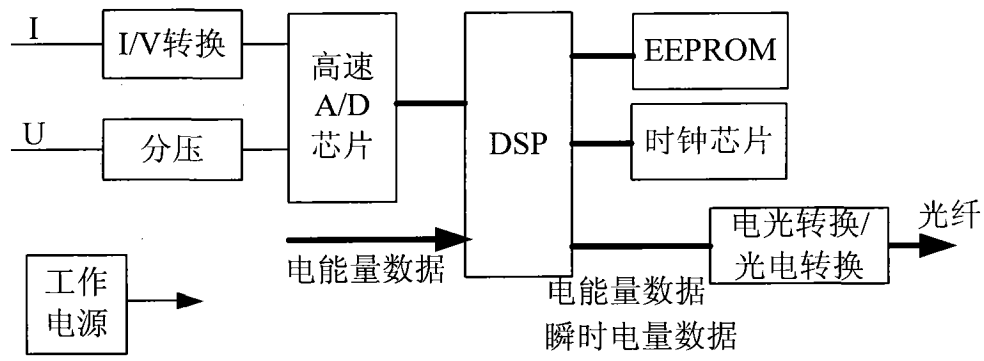 I
I/V转换
U
分压
高速
A/D
芯片
DSP
EEPROM
时钟芯片
电光转换/
光电转换
光纤
电能量数据
电能量数据
瞬时电量数据
工作
电源